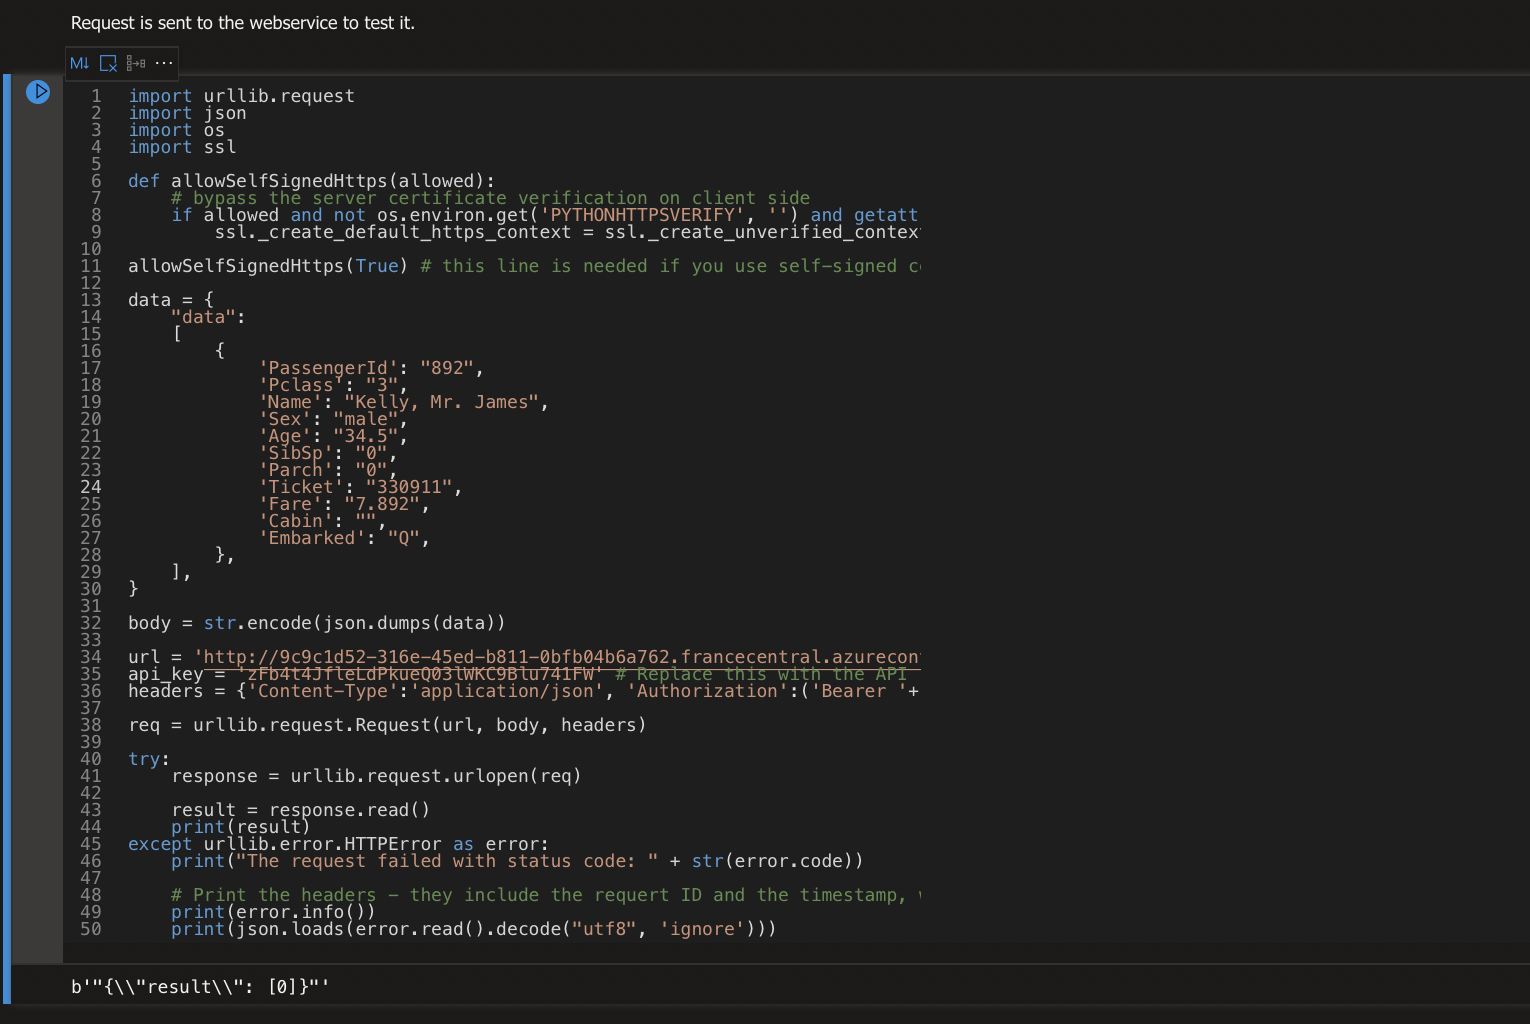 Request is sent to the webservice to test it.
M↓ ···
1 import urllib.request
2 import json
3 import os
4 import ssl
5
6 def allowSelfSignedHttps(allowed):
7 # bypass the server certificate verification on client side
8 if allowed and not os.environ.get('PYTHONHTTPSVERIFY', '') and getatt
9 ssl._create_default_https_context = ssl._create_unverified_contex
10
11 allowSelfSignedHttps(True) # this line is needed if you use self-signed c
12
13 data = {
14 "data":
15 [
16 {
17 'PassengerId': "892",
18 'Pclass': "3",
19 'Name': "Kelly, Mr. James",
20 'Sex': "male",
21 'Age': "34.5",
22 'SibSp': "0",
23 'Parch': "0",
24 'Ticket': "330911",
25 'Fare': "7.892",
26 'Cabin': "",
27 'Embarked': "Q",
28 },
29 ],
30 }
31
32 body = str.encode(json.dumps(data))
33
34 url = 'http://9c9c1d52-316e-45ed-b811-0bfb04b6a762.francecentral.azurecon
35 api_key = 'zFb4t4JfleLdPkueQ03lWKC9Blu741FW' # Replace this with the API
36 headers = {'Content-Type':'application/json', 'Authorization':('Bearer '+
37
38 req = urllib.request.Request(url, body, headers)
39
40 try:
41 response = urllib.request.urlopen(req)
42
43 result = response.read()
44 print(result)
45 except urllib.error.HTTPError as error:
46 print("The request failed with status code: " + str(error.code))
47
48 # Print the headers - they include the requert ID and the timestamp,
49 print(error.info())
50 print(json.loads(error.read().decode("utf8", 'ignore')))
b'"{\\"result\\": [0]}"'